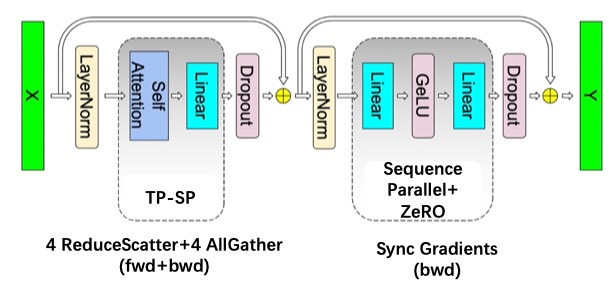 X
LayerNorm
Self
Attention
Linear
Dropout
TP-SP
4 ReduceScatter+4 AllGather
(fwd+bwd)
LayerNorm
Linear
GeLU
Linear
Dropout
Sequence
Parallel+
ZeRO
Sync Gradients
(bwd)
Y